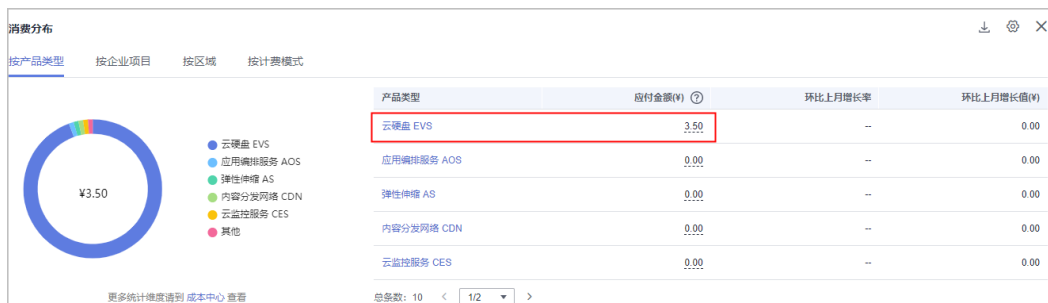 消费分布
按产品类型 按企业项目 按区域 按计费模式
¥3.50
云硬盘 EVS
应用编排服务 AOS
弹性伸缩 AS
内容分发网络 CDN
云监控服务 CES
其他
更多统计维度请到 成本中心 查看
产品类型 应付金额(¥) ? 环比上月增长率 环比上月增长值(¥)
云硬盘 EVS 3.50 -- 0.00
应用编排服务 AOS 0.00 -- 0.00
弹性伸缩 AS 0.00 -- 0.00
内容分发网络 CDN 0.00 -- 0.00
云监控服务 CES 0.00 -- 0.00
总条数: 10 < 1/2 >